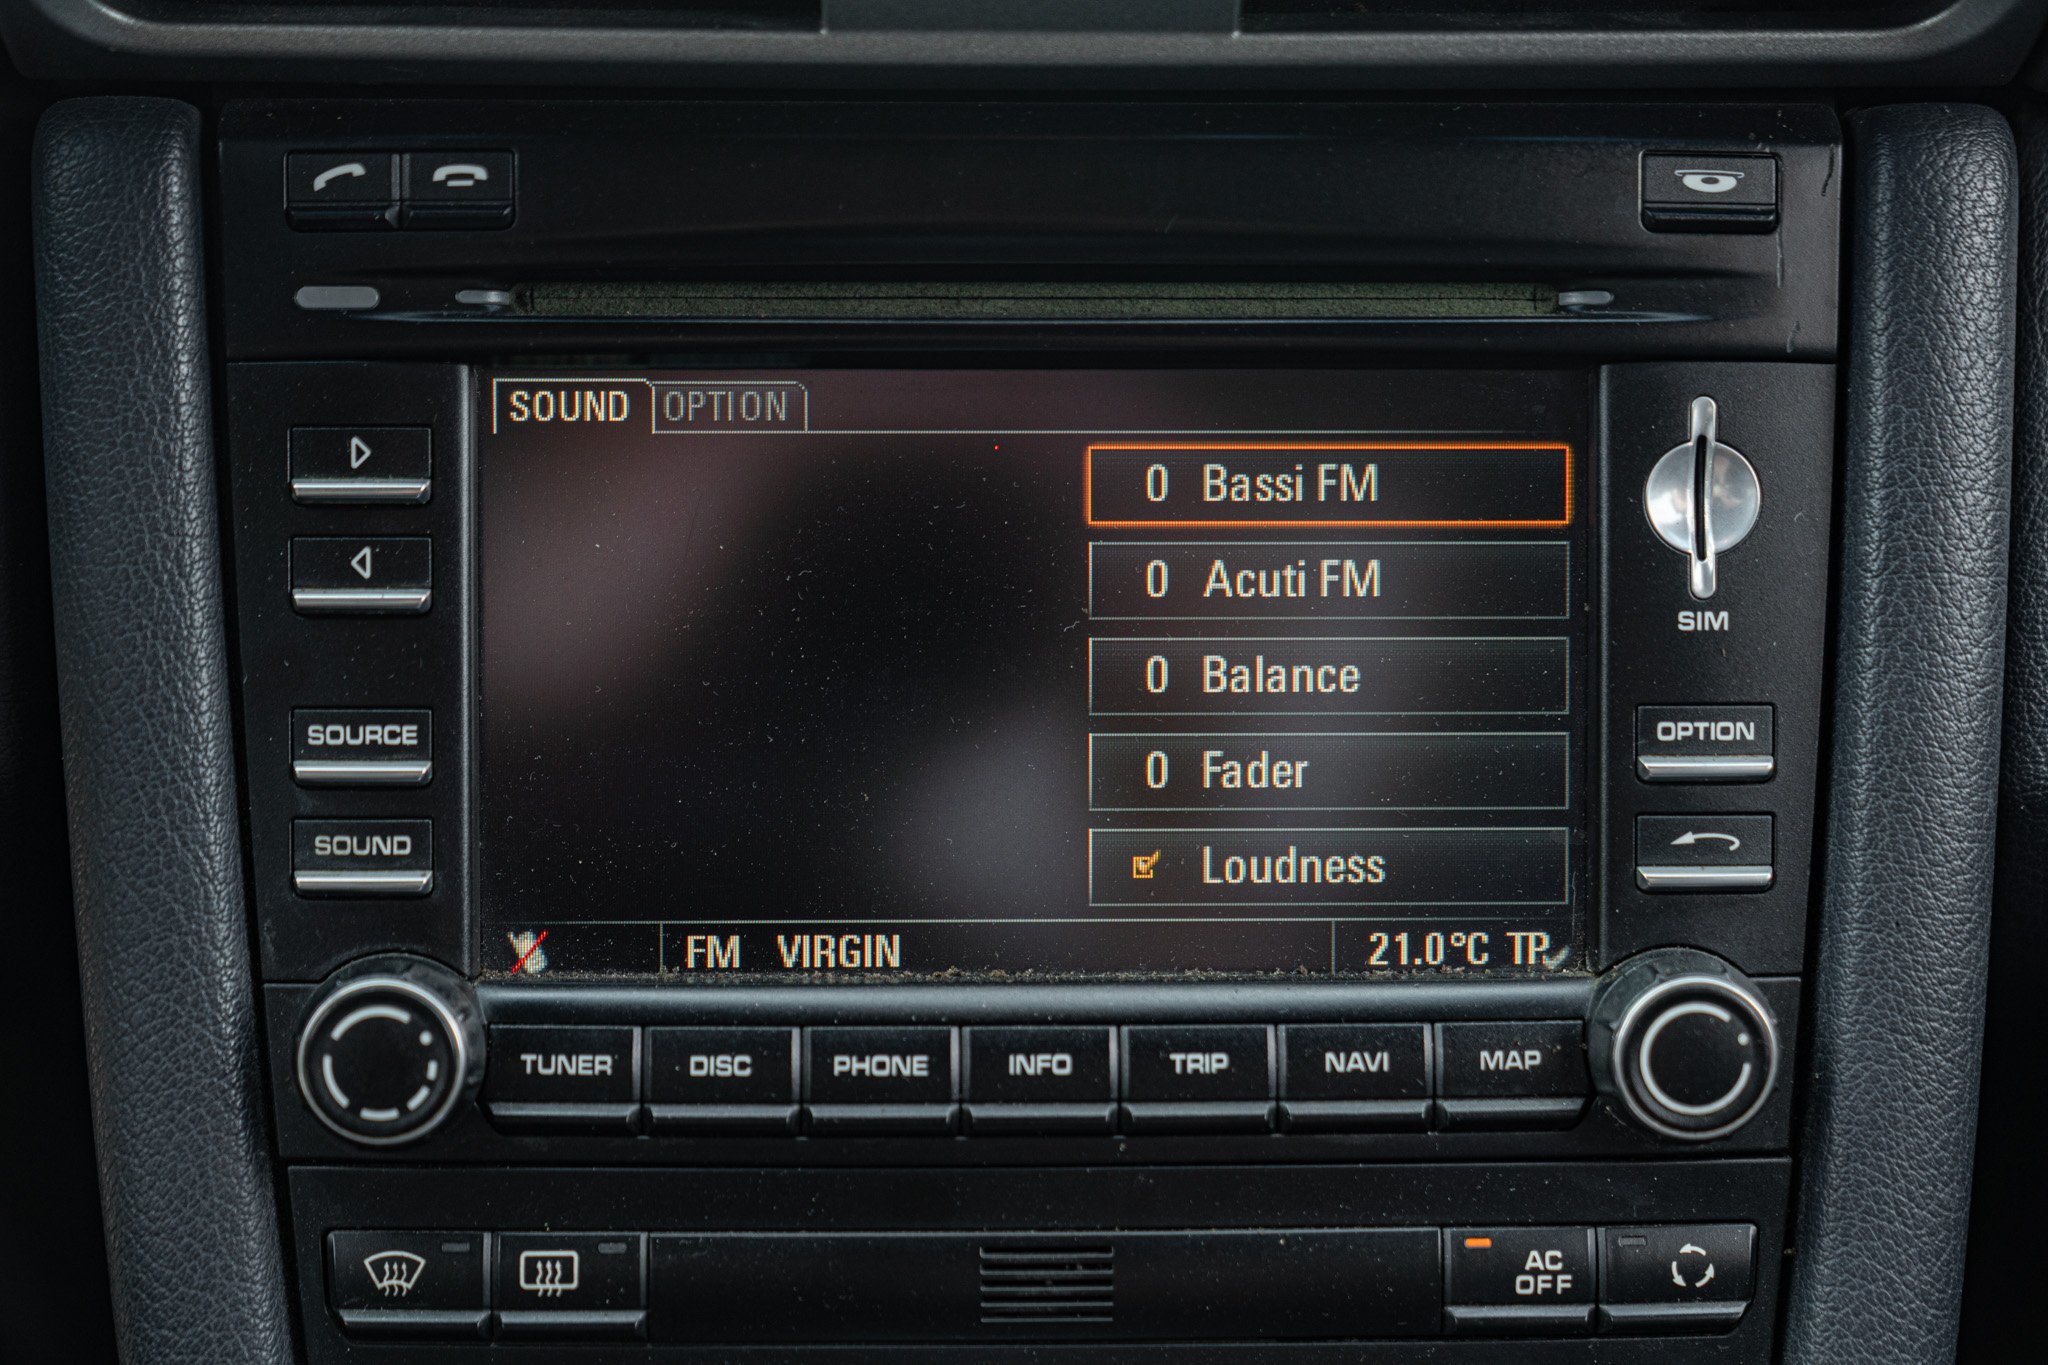 SOUND OPTION
0 Bassi FM
0 Acuti FM
0 Balance
0 Fader
Loudness
FM VIRGIN 21.0°C TP
SOURCE
SOUND
SIM
OPTION
TUNER DISC PHONE INFO TRIP NAVI MAP
AC
OFF